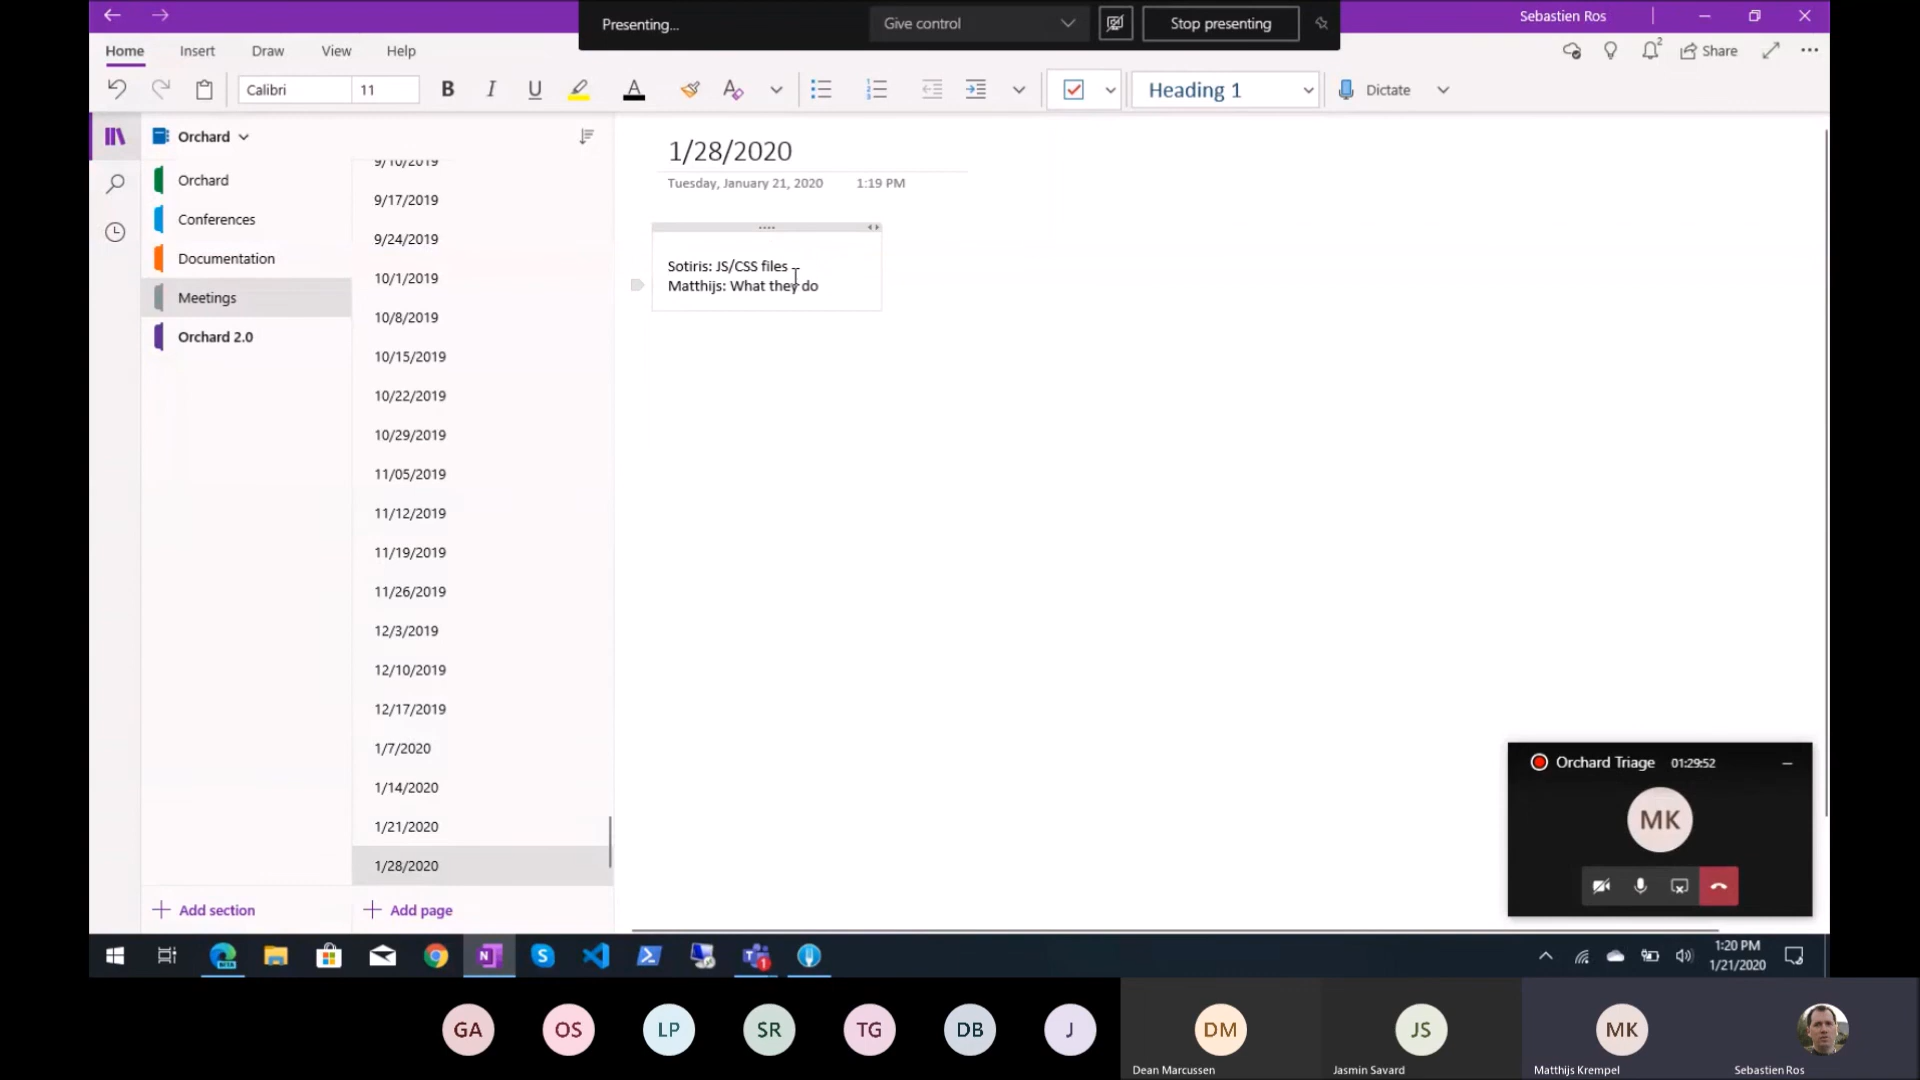 Presenting...
Give control
Stop presenting
Sebastien Ros
Home
Insert
Draw
View
Help
2
Share
Calibri
11
B
I
U
A
A
Heading 1
Dictate
Orchard
Orchard
Conferences
Documentation
Meetings
Orchard 2.0
Add section
9/10/2019
9/17/2019
9/24/2019
10/1/2019
10/8/2019
10/15/2019
10/22/2019
10/29/2019
11/05/2019
11/12/2019
11/19/2019
11/26/2019
12/3/2019
12/10/2019
12/17/2019
1/7/2020
1/14/2020
1/21/2020
1/28/2020
Add page
1/28/2020
Tuesday, January 21, 2020 1:19 PM
Sotiris: JS/CSS files
Matthijs: What they do
Orchard Triage 01:29:52
MK
1:20 PM
1/21/2020
GA
OS
LP
SR
TG
DB
J
DM
Dean Marcussen
JS
Jasmin Savard
MK
Matthijs Krempel
Sebastien Ros